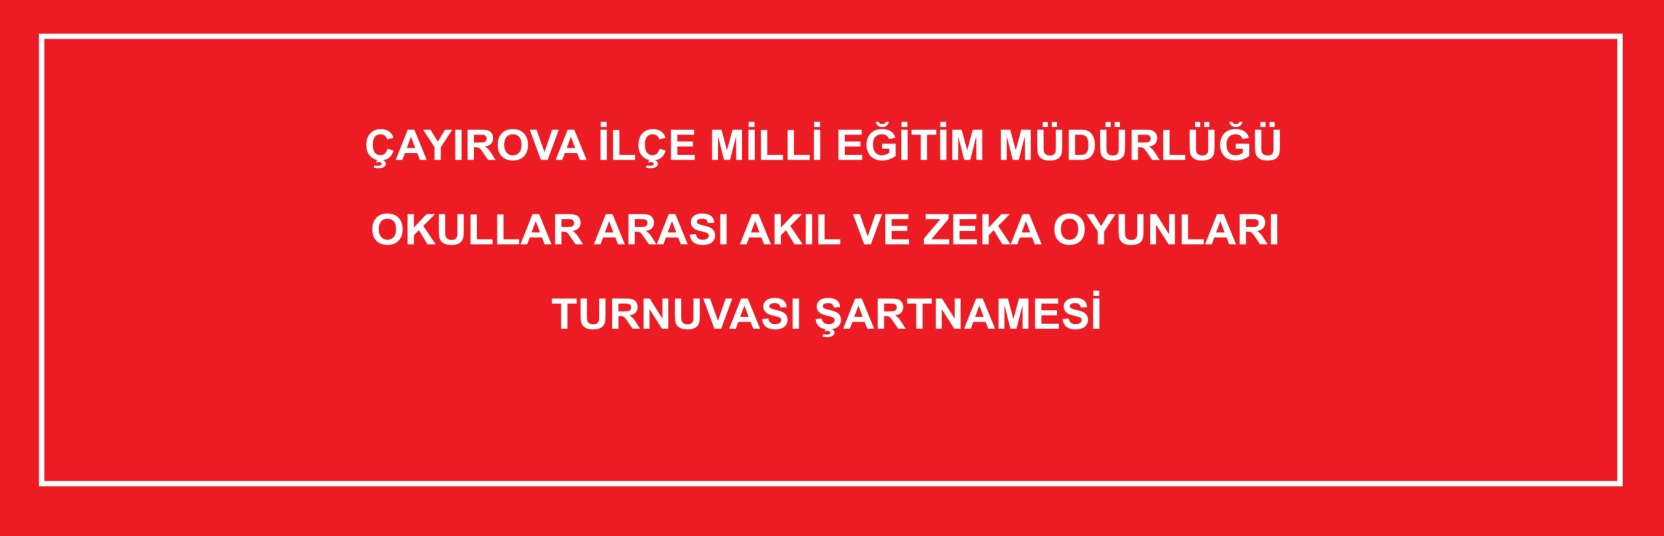 ÇAYIROVA İLÇE MİLLİ EĞİTİM MÜDÜRLÜĞÜ
OKULLAR ARASI AKIL VE ZEKA OYUNLARI
TURNUVASI ŞARTNAMESİ